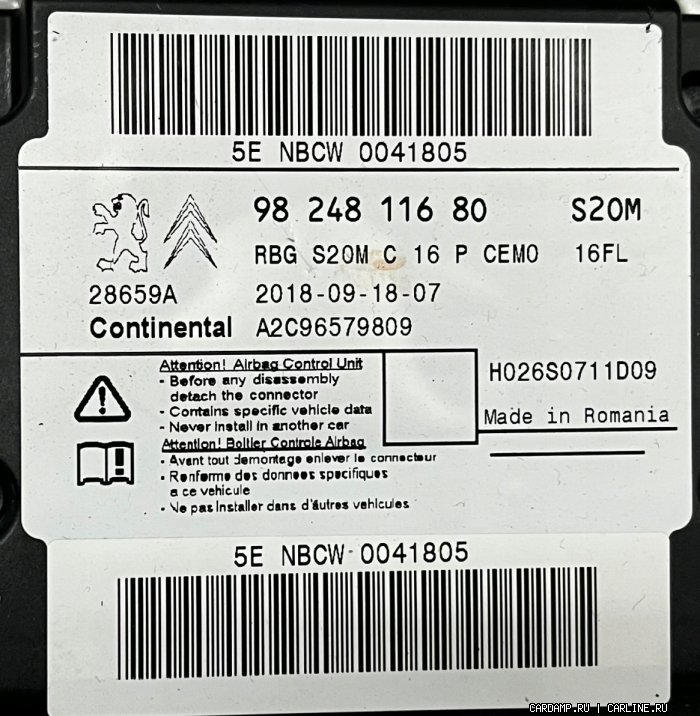 5E NBCW 0041805
98 248 116 80 S20M
RBG S20M C 16 P CEMO 16FL
28659A 2018-09-18-07
Continental A2C96579809
Attention! Airbag Control Unit
- Before any disassembly
detach the connector
- Contains specific vehicle data
- Never install in another car
H026S0711D09
Made in Romania
Attention! Boîtier Controle Airbag
- Avant tout demontage enlever le connecteur
- Renferme des donnees specifiques
a ce vehicule
- Ne pas Installer dans d'autres vehicules
5E NBCW 0041805
CARDAMP.RU | CARLINE.RU